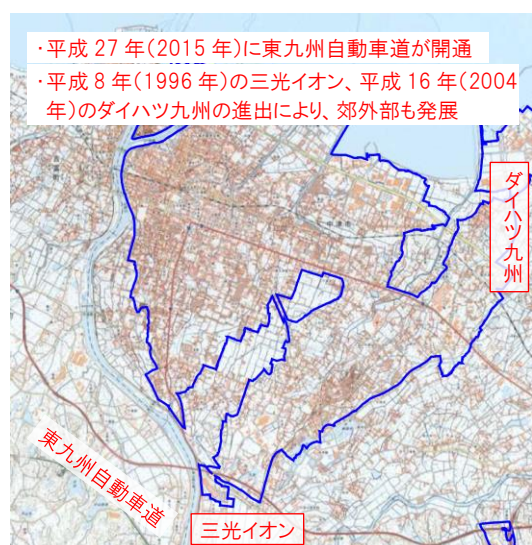 ・平成 27 年(2015 年)に東九州自動車道が開通
・平成 8 年(1996 年)の三光イオン、平成 16 年(2004
年)のダイハツ九州の進出により、郊外部も発展
ダイハツ九州
東九州自動車道
三光イオン